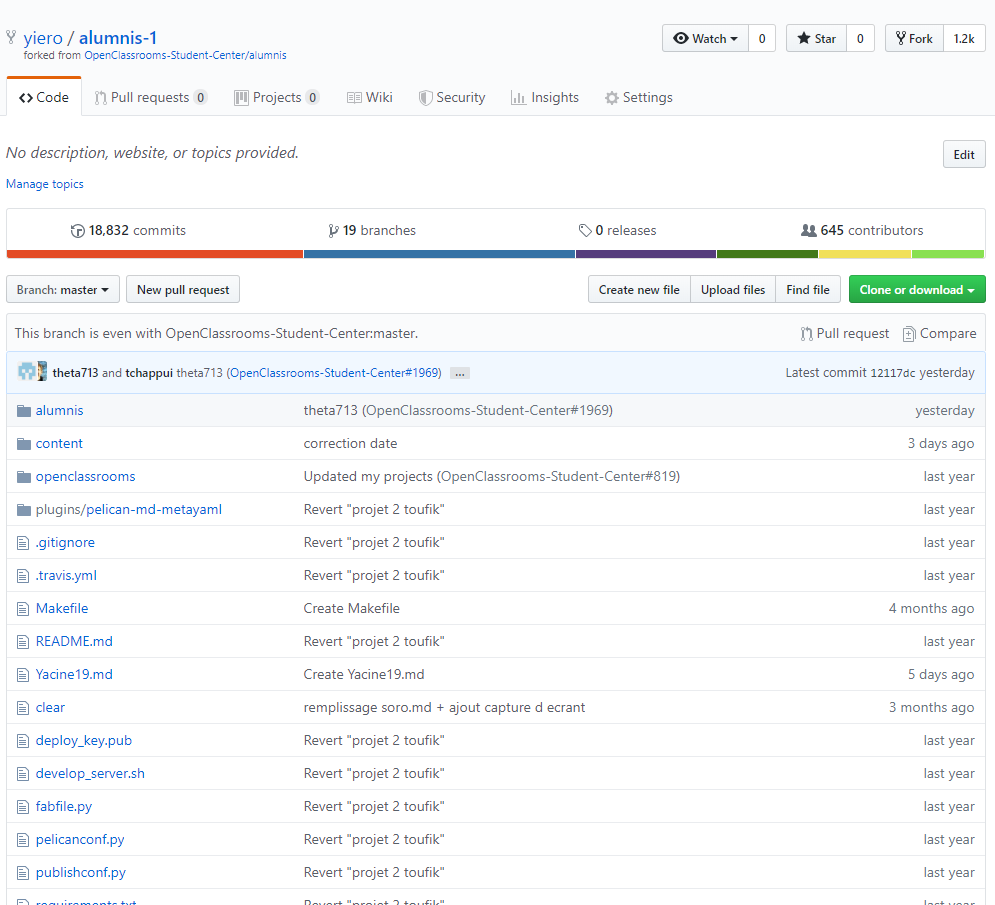 yiero / alumnis-1
forked from OpenClassrooms-Student-Center/alumnis
Watch 0 Star 0 Fork 1.2k
Code Pull requests 0 Projects 0 Wiki Security Insights Settings
No description, website, or topics provided. Edit
Manage topics
18,832 commits 19 branches 0 releases 645 contributors
Branch: master New pull request Create new file Upload files Find file Clone or download
This branch is even with OpenClassrooms-Student-Center:master. Pull request Compare
theta713 and tchappui theta713 (OpenClassrooms-Student-Center#1969) ... Latest commit 12117dc yesterday
alumnis theta713 (OpenClassrooms-Student-Center#1969) yesterday
content correction date 3 days ago
openclassrooms Updated my projects (OpenClassrooms-Student-Center#819) last year
plugins/pelican-md-metayaml Revert "projet 2 toufik" last year
.gitignore Revert "projet 2 toufik" last year
.travis.yml Revert "projet 2 toufik" last year
Makefile Create Makefile 4 months ago
README.md Revert "projet 2 toufik" last year
Yacine19.md Create Yacine19.md 5 days ago
clear remplissage soro.md + ajout capture d ecrant 3 months ago
deploy_key.pub Revert "projet 2 toufik" last year
develop_server.sh Revert "projet 2 toufik" last year
fabfile.py Revert "projet 2 toufik" last year
pelicanconf.py Revert "projet 2 toufik" last year
publishconf.py Revert "projet 2 toufik" last year
requirements.txt Revert "projet 2 toufik" last year